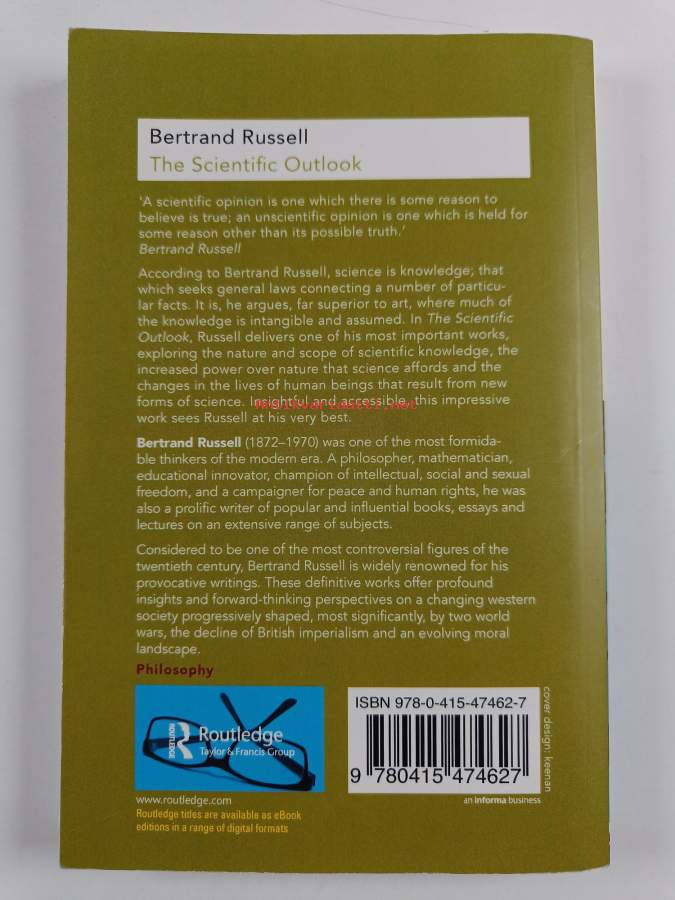 Bertrand Russell
The Scientific Outlook
'A scientific opinion is one which there is some reason to
believe is true; an unscientific opinion is one which is held for
some reason other than its possible truth.'
Bertrand Russell
According to Bertrand Russell, science is knowledge; that
which seeks general laws connecting a number of particu-
lar facts. It is, he argues, far superior to art, where much of
the knowledge is intangible and assumed. In The Scientific
Outlook, Russell delivers one of his most important works,
exploring the nature and scope of scientific knowledge, the
increased power over nature that science affords and the
changes in the lives of human beings that result from new
forms of science. Insightful and accessible, this impressive
work sees Russell at his very best.
Bertrand Russell (1872–1970) was one of the most formida-
ble thinkers of the modern era. A philosopher, mathematician,
educational innovator, champion of intellectual, social and sexual
freedom, and a campaigner for peace and human rights, he was
also a prolific writer of popular and influential books, essays and
lectures on an extensive range of subjects.
Considered to be one of the most controversial figures of the
twentieth century, Bertrand Russell is widely renowned for his
provocative writings. These definitive works offer profound
insights and forward-thinking perspectives on a changing western
society progressively shaped, most significantly, by two world
wars, the decline of British imperialism and an evolving moral
landscape.
Philosophy
ROUTLEDGE
Routledge
Taylor & Francis Group
www.routledge.com
Routledge titles are available as eBook
editions in a range of digital formats
ISBN 978-0-415-47462-7
9 780415 474627
an informa business
cover design: keenan